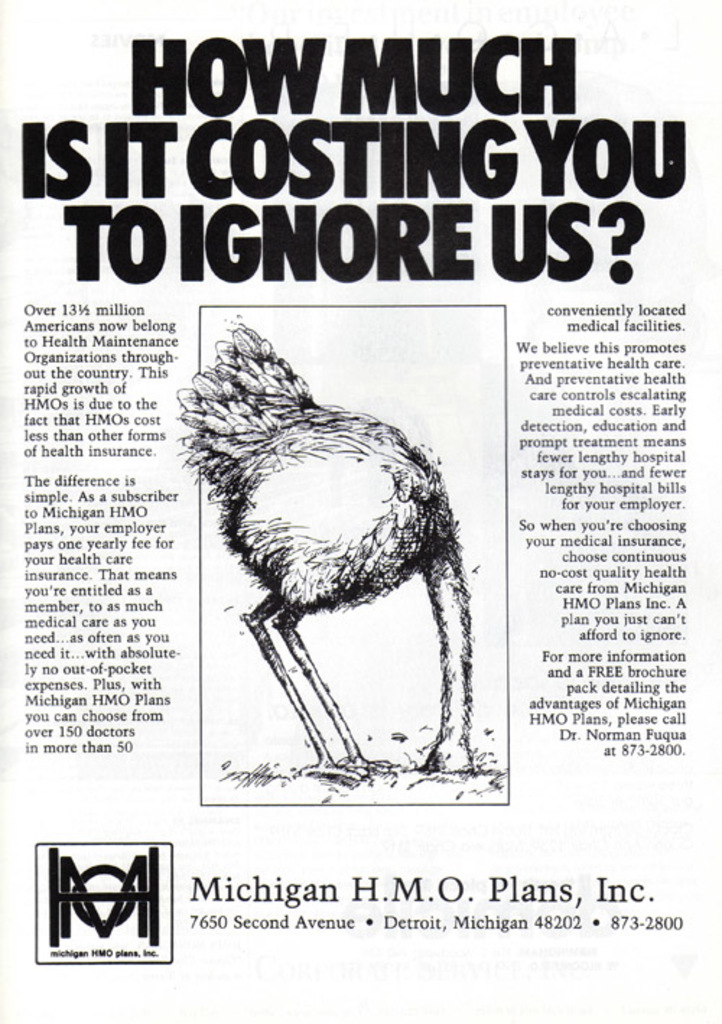 HOW MUCH
IS IT COSTING YOU
TO IGNORE US?
Over 13½ million
Americans now belong
to Health Maintenance
Organizations through-
out the country. This
rapid growth of
HMOs is due to the
fact that HMOs cost
less than other forms
of health insurance.
The difference is
simple. As a subscriber
to Michigan HMO
Plans, your employer
pays one yearly fee for
your health care
insurance. That means
you're entitled as a
member, to as much
medical care as you
need...as often as you
need it...with absolute-
ly no out-of-pocket
expenses. Plus, with
Michigan HMO Plans
you can choose from
over 150 doctors
in more than 50
conveniently located
medical facilities.
We believe this promotes
preventative health care.
And preventative health
care controls escalating
medical costs. Early
detection, education and
prompt treatment means
fewer lengthy hospital
stays for you...and fewer
lengthy hospital bills
for your employer.
So when you're choosing
your medical insurance,
choose continuous
no-cost quality health
care from Michigan
HMO Plans Inc. A
plan you just can't
afford to ignore.
For more information
and a FREE brochure
pack detailing the
advantages of Michigan
HMO Plans, please call
Dr. Norman Fuqua
at 873-2800.
michigan HMO plans, inc.
Michigan H.M.O. Plans, Inc.
7650 Second Avenue • Detroit, Michigan 48202 • 873-2800